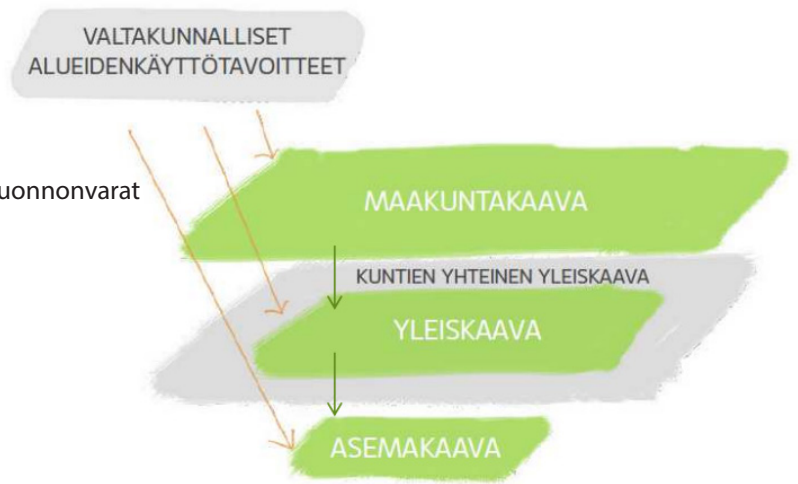 VALTAKUNNALLISET
ALUEIDENKÄYTTÖTAVOITTEET
uonnonvarat
MAAKUNTAKAAVA
KUNTIEN YHTEINEN YLEISKAAVA
YLEISKAAVA
ASEMAKAAVA